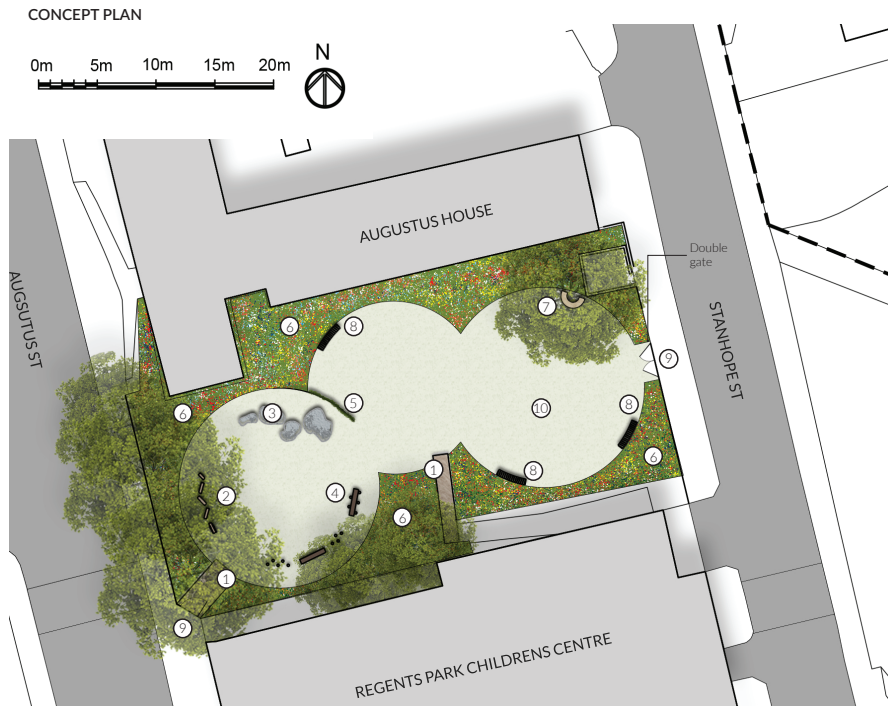 CONCEPT PLAN
0m 5m 10m 15m 20m
N
AUGUSTUS HOUSE
Double
gate
AUGSUTUS ST
STANHOPE ST
7
6
8
9
6
5
3
10
8
1
8
6
2
4
6
1
9
REGENTS PARK CHILDRENS CENTRE